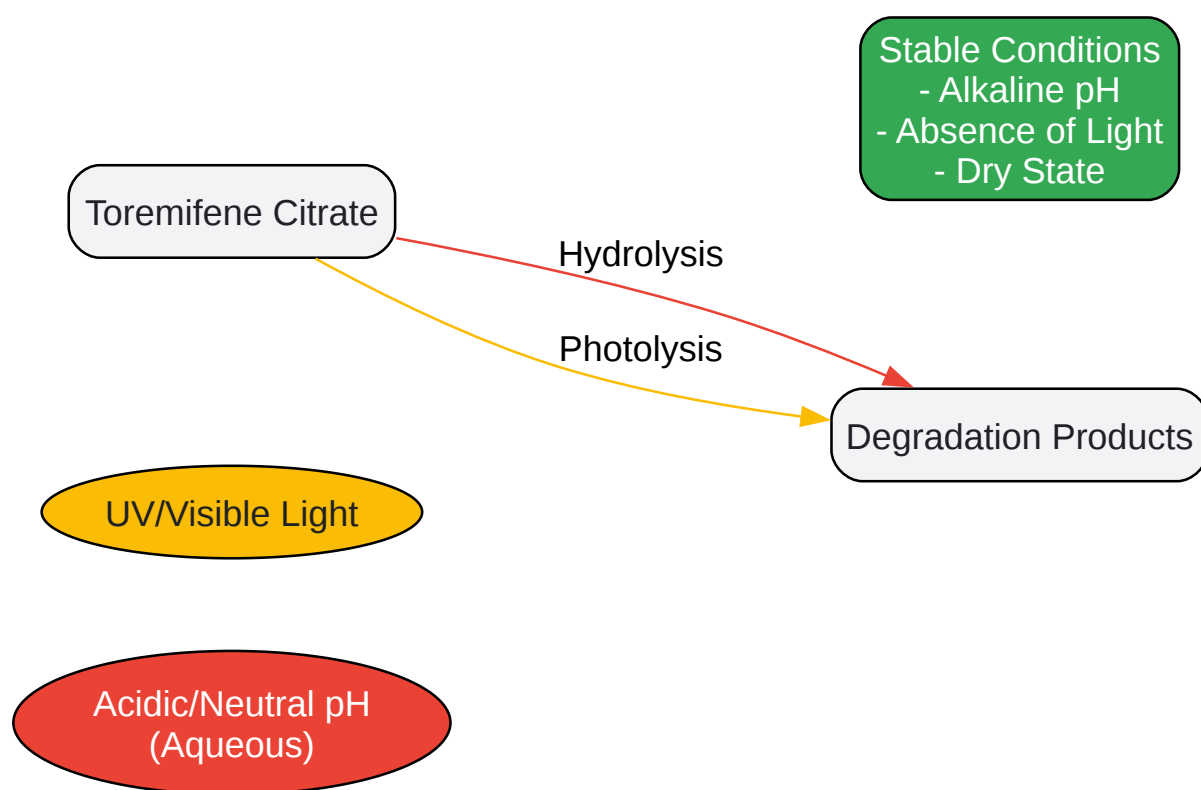 Stable Conditions
- Alkaline pH
- Absence of Light
- Dry State
Toremifene Citrate
Hydrolysis
Photolysis
Degradation Products
UV/Visible Light
Acidic/Neutral pH
(Aqueous)